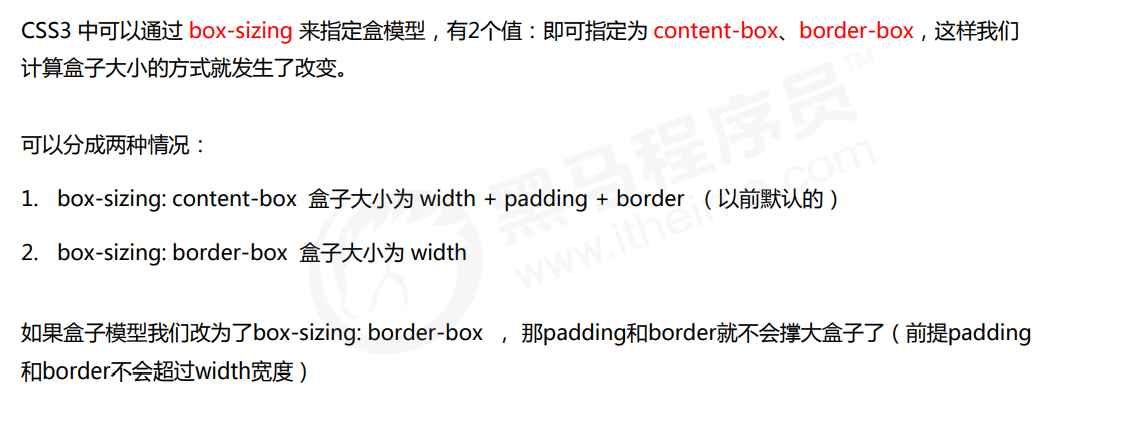 CSS3 中可以通过 box-sizing 来指定盒模型，有2个值：即可指定为 content-box、border-box，这样我们
计算盒子大小的方式就发生了改变。
可以分成两种情况：
1. box-sizing: content-box 盒子大小为 width + padding + border （以前默认的）
2. box-sizing: border-box 盒子大小为 width
如果盒子模型我们改为了box-sizing: border-box ， 那padding和border就不会撑大盒子了（前提padding
和border不会超过width宽度）
黑马程序员™
www.itheima.com